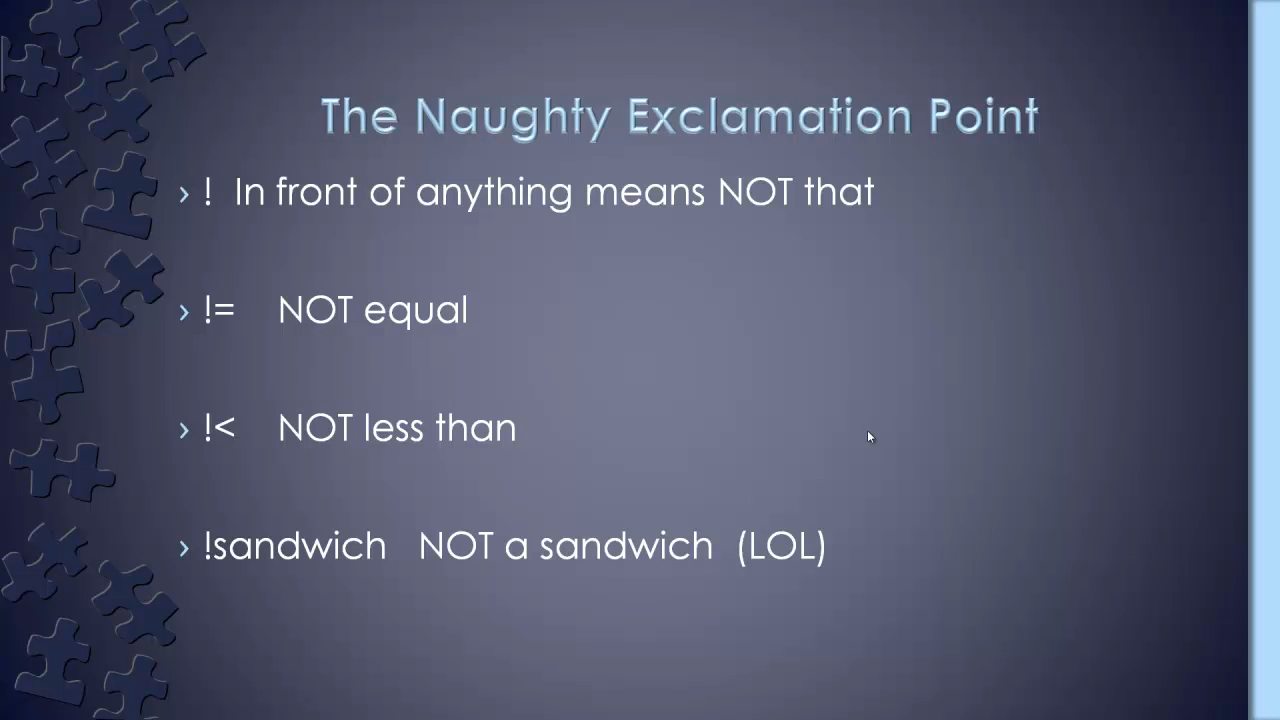 The Naughty Exclamation Point
› ! In front of anything means NOT that
› != NOT equal
› !< NOT less than
› !sandwich NOT a sandwich (LOL)